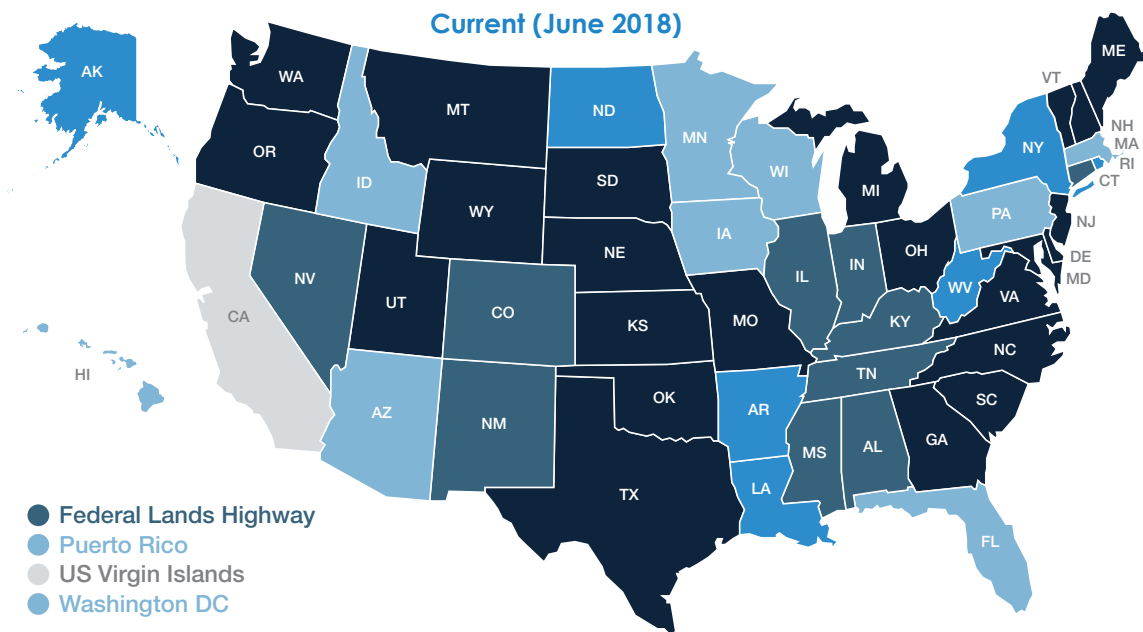 Current (June 2018)
AK
WA
MT
ND
MN
VT
ME
NH
MA
RI
CT
NY
OR
ID
SD
WI
MI
WY
PA
NJ
IA
NE
OH
DE
MD
NV
UT
CO
IL
IN
WV
VA
CA
KS
MO
KY
NC
HI
TN
AZ
NM
OK
AR
SC
MS
AL
GA
TX
LA
FL
Federal Lands Highway
Puerto Rico
US Virgin Islands
Washington DC